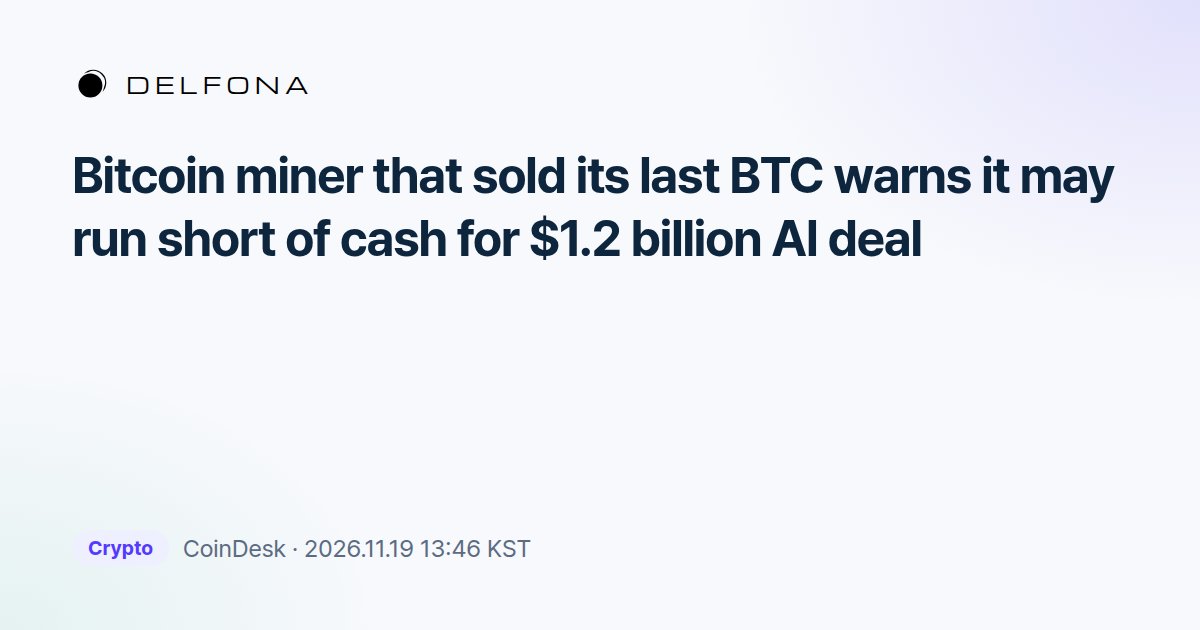 DELFONA
Bitcoin miner that sold its last BTC warns it may
run short of cash for $1.2 billion AI deal
Crypto CoinDesk · 2026.11.19 13:46 KST